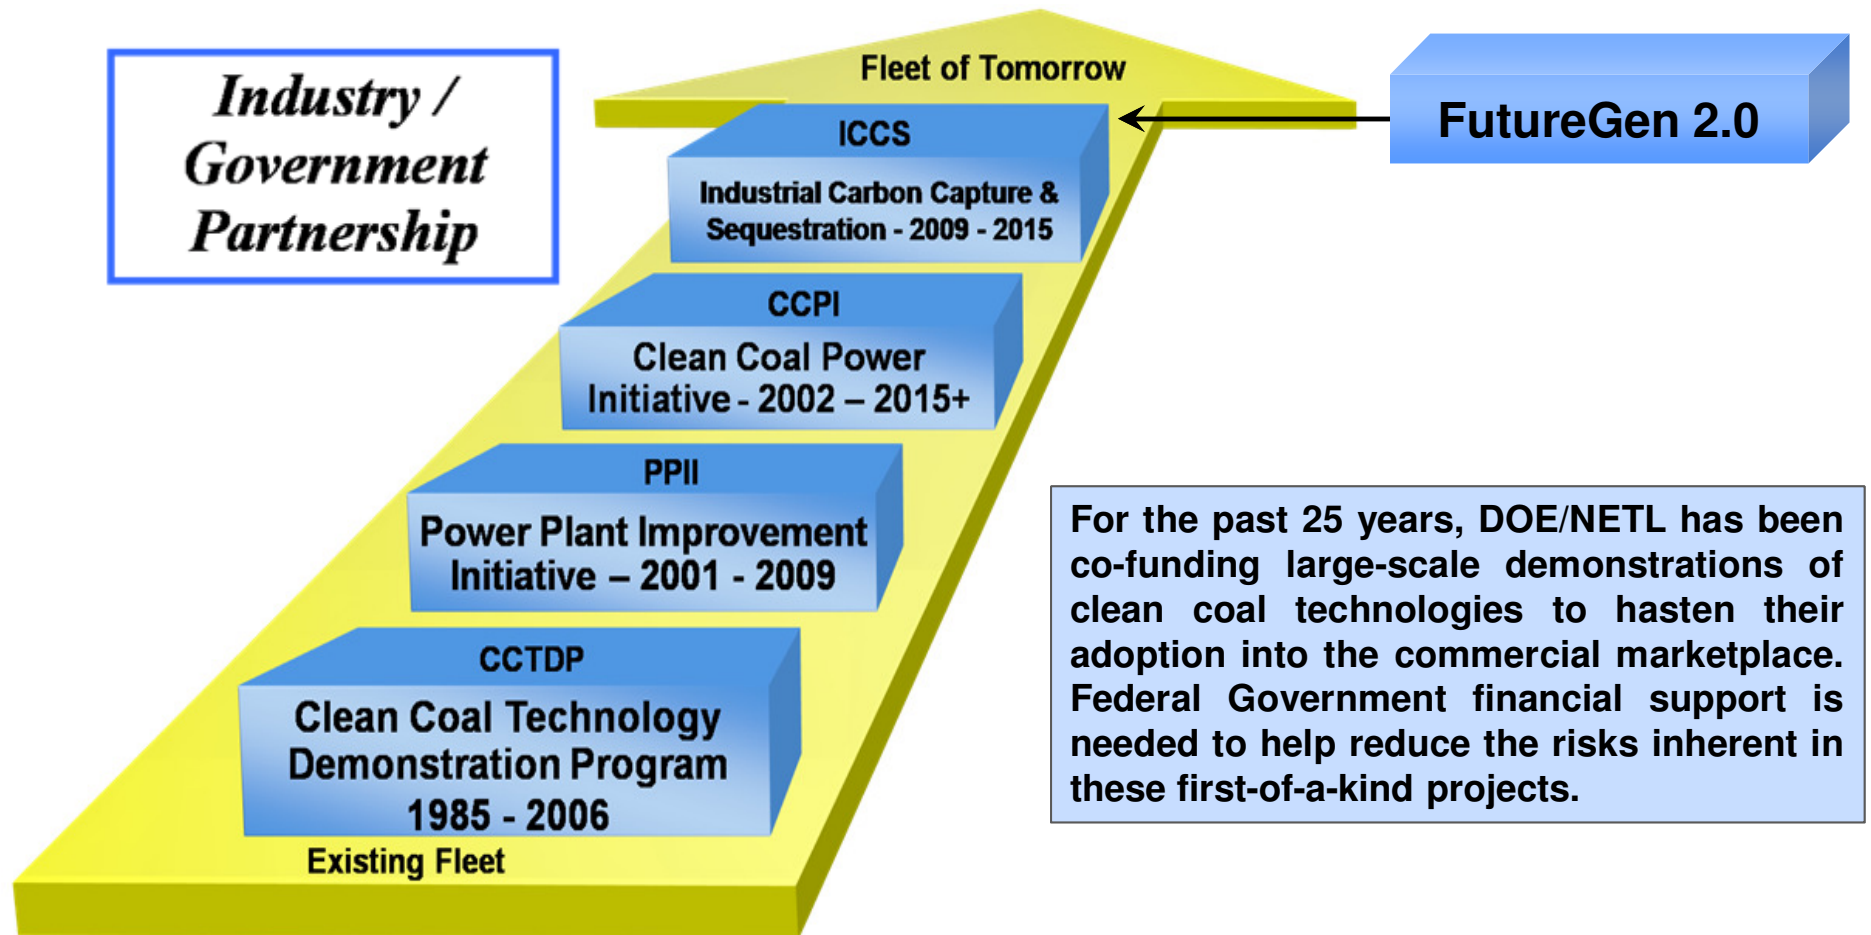 Industry /
Government
Partnership
Fleet of Tomorrow
FutureGen 2.0
ICCS
Industrial Carbon Capture &
Sequestration - 2009 - 2015
CCPI
Clean Coal Power
Initiative - 2002 – 2015+
PPII
Power Plant Improvement
Initiative – 2001 - 2009
CCTDP
Clean Coal Technology
Demonstration Program
1985 - 2006
Existing Fleet
For the past 25 years, DOE/NETL has been
co-funding large-scale demonstrations of
clean coal technologies to hasten their
adoption into the commercial marketplace.
Federal Government financial support is
needed to help reduce the risks inherent in
these first-of-a-kind projects.